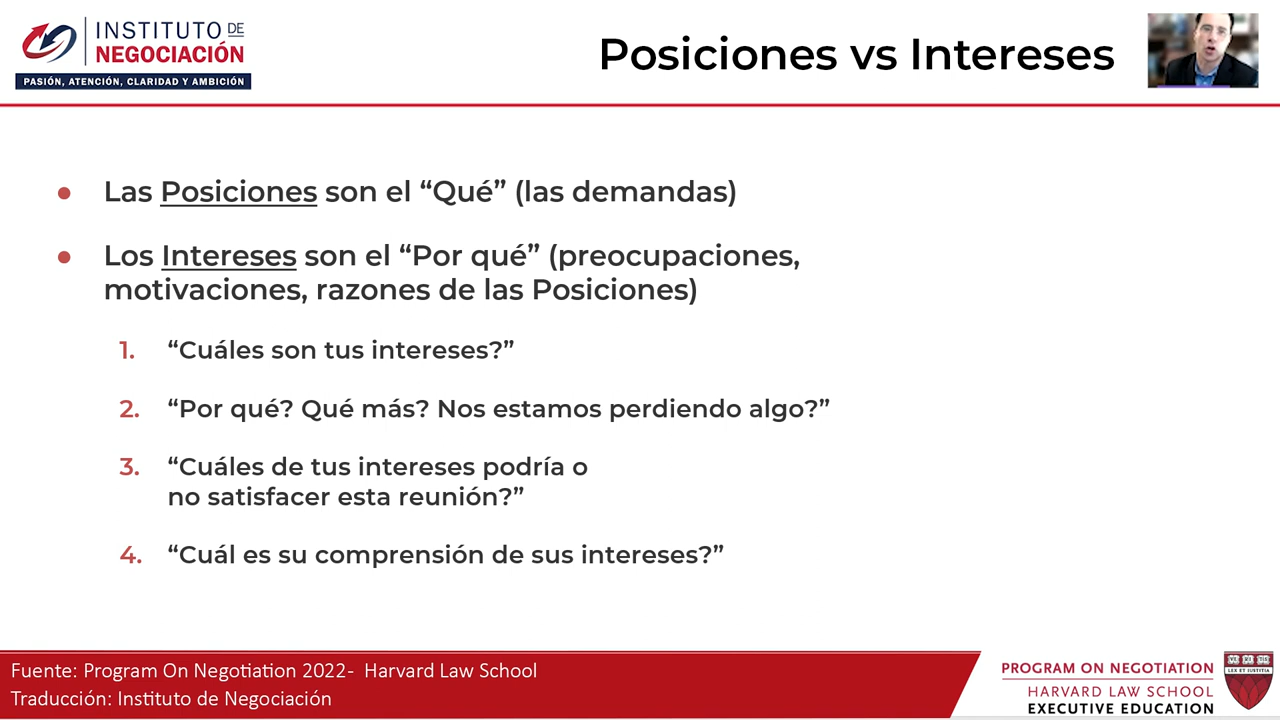 INSTITUTO DE
NEGOCIACIÓN
PASIÓN, ATENCIÓN, CLARIDAD Y AMBICIÓN
Posiciones vs Intereses
● Las Posiciones son el “Qué” (las demandas)
● Los Intereses son el “Por qué” (preocupaciones,
motivaciones, razones de las Posiciones)
1. “Cuáles son tus intereses?”
2. “Por qué? Qué más? Nos estamos perdiendo algo?”
3. “Cuáles de tus intereses podría o
no satisfacer esta reunión?”
4. “Cuál es su comprensión de sus intereses?”
Fuente: Program On Negotiation 2022- Harvard Law School
Traducción: Instituto de Negociación
PROGRAM ON NEGOTIATION
HARVARD LAW SCHOOL
EXECUTIVE EDUCATION
LEX ET IUSTITIA